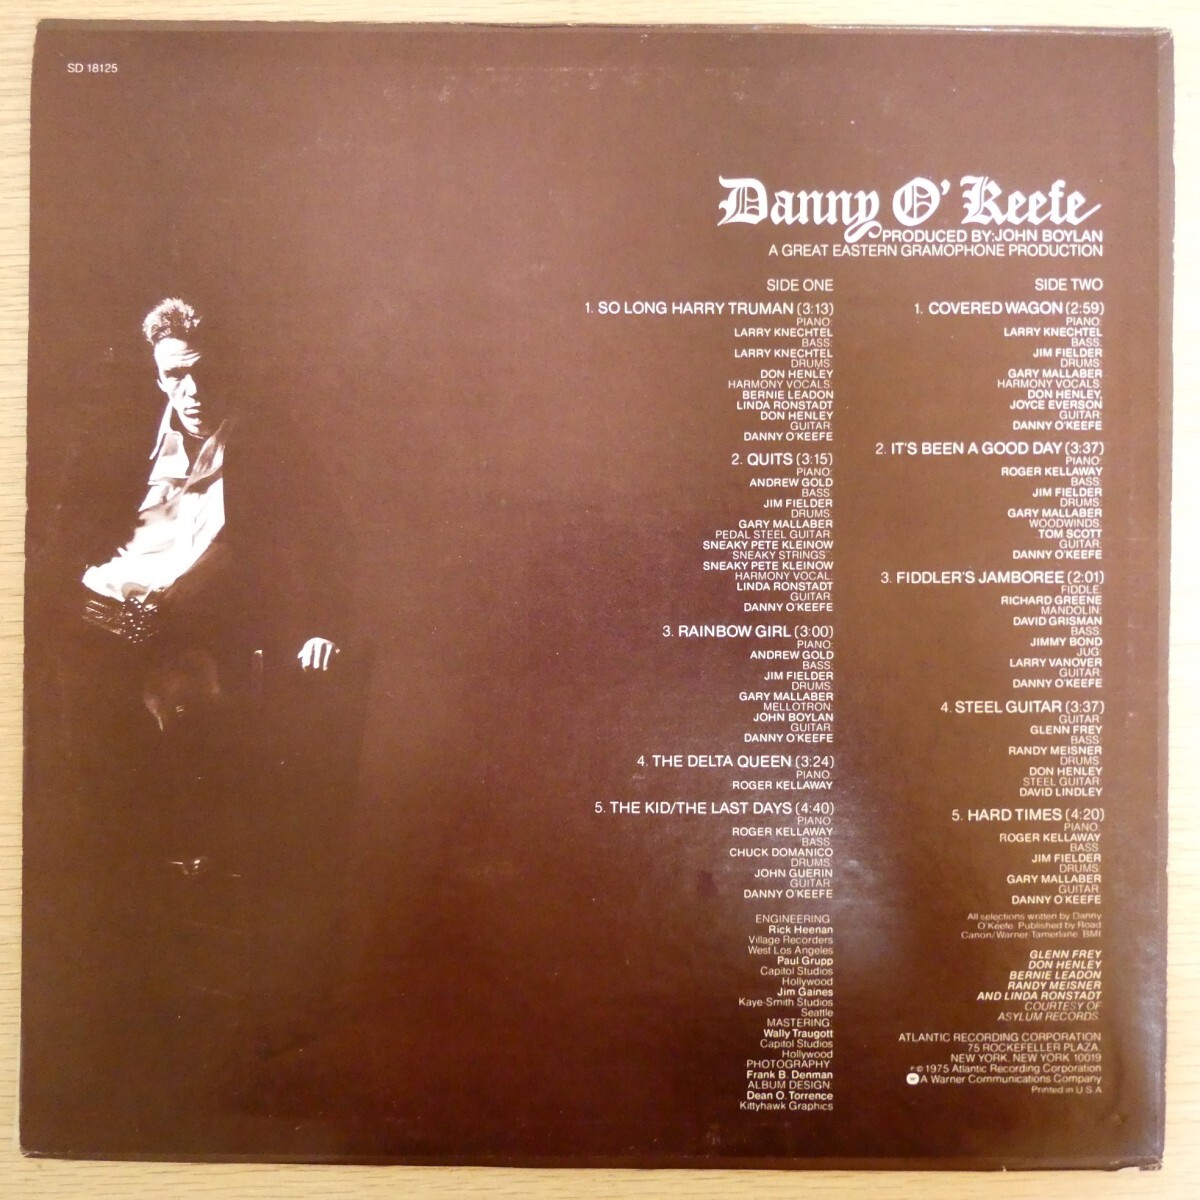 SD 18125
Danny O'Keefe
PRODUCED BY: JOHN BOYLAN
A GREAT EASTERN GRAMOPHONE PRODUCTION
SIDE ONE
1. SO LONG HARRY TRUMAN (3:13)
PIANO:
LARRY KNECHTEL
BASS:
LARRY KNECHTEL
DRUMS:
DON HENLEY
HARMONY VOCALS:
BERNIE LEADON
LINDA RONSTADT
DON HENLEY
GUITAR:
DANNY O'KEEFE
2. QUITS (3:15)
PIANO:
ANDREW GOLD
BASS:
JIM FIELDER
DRUMS:
GARY MALLABER
PEDAL STEEL GUITAR:
SNEAKY PETE KLEINOW
SNEAKY STRINGS:
SNEAKY PETE KLEINOW
HARMONY VOCAL:
LINDA RONSTADT
GUITAR:
DANNY O'KEEFE
3. RAINBOW GIRL (3:00)
PIANO:
ANDREW GOLD
BASS:
JIM FIELDER
DRUMS:
GARY MALLABER
MELLOTRON:
JOHN BOYLAN
GUITAR:
DANNY O'KEEFE
4. THE DELTA QUEEN (3:24)
PIANO:
ROGER KELLAWAY
5. THE KID/THE LAST DAYS (4:40)
PIANO:
ROGER KELLAWAY
BASS:
CHUCK DOMANICO
DRUMS:
JOHN GUERIN
GUITAR:
DANNY O'KEEFE
ENGINEERING:
Rick Heenan
Village Recorders
West Los Angeles
Paul Grupp
Capitol Studios
Hollywood
Jim Gaines
Kaye-Smith Studios
Seattle
MASTERING:
Wally Traugott
Capitol Studios
Hollywood
PHOTOGRAPHY:
Frank B. Denman
ALBUM DESIGN:
Dean O. Torrence
Kittyhawk Graphics
SIDE TWO
1. COVERED WAGON (2:59)
PIANO:
LARRY KNECHTEL
BASS:
JIM FIELDER
DRUMS:
GARY MALLABER
HARMONY VOCALS:
DON HENLEY,
JOYCE EVERSON
GUITAR:
DANNY O'KEEFE
2. IT'S BEEN A GOOD DAY (3:37)
PIANO:
ROGER KELLAWAY
BASS:
JIM FIELDER
DRUMS:
GARY MALLABER
WOODWINDS:
TOM SCOTT
GUITAR:
DANNY O'KEEFE
3. FIDDLER'S JAMBOREE (2:01)
FIDDLE:
RICHARD GREENE
MANDOLIN:
DAVID GRISMAN
BASS:
JIMMY BOND
JUG:
LARRY VANOVER
GUITAR:
DANNY O'KEEFE
4. STEEL GUITAR (3:37)
GUITAR:
GLENN FREY
BASS:
RANDY MEISNER
DRUMS:
DON HENLEY
STEEL GUITAR:
DAVID LINDLEY
5. HARD TIMES (4:20)
PIANO:
ROGER KELLAWAY
BASS:
JIM FIELDER
DRUMS:
GARY MALLABER
GUITAR:
DANNY O'KEEFE
All selections written by Danny
O'Keefe. Published by Road
Canon/Warner-Tamerlane. BMI.
GLENN FREY
DON HENLEY
BERNIE LEADON
RANDY MEISNER
AND LINDA RONSTADT
COURTESY OF
ASYLUM RECORDS.
ATLANTIC RECORDING CORPORATION
75 ROCKEFELLER PLAZA,
NEW YORK, NEW YORK 10019
℗ © 1975 Atlantic Recording Corporation
A Warner Communications Company
Printed in U.S.A.